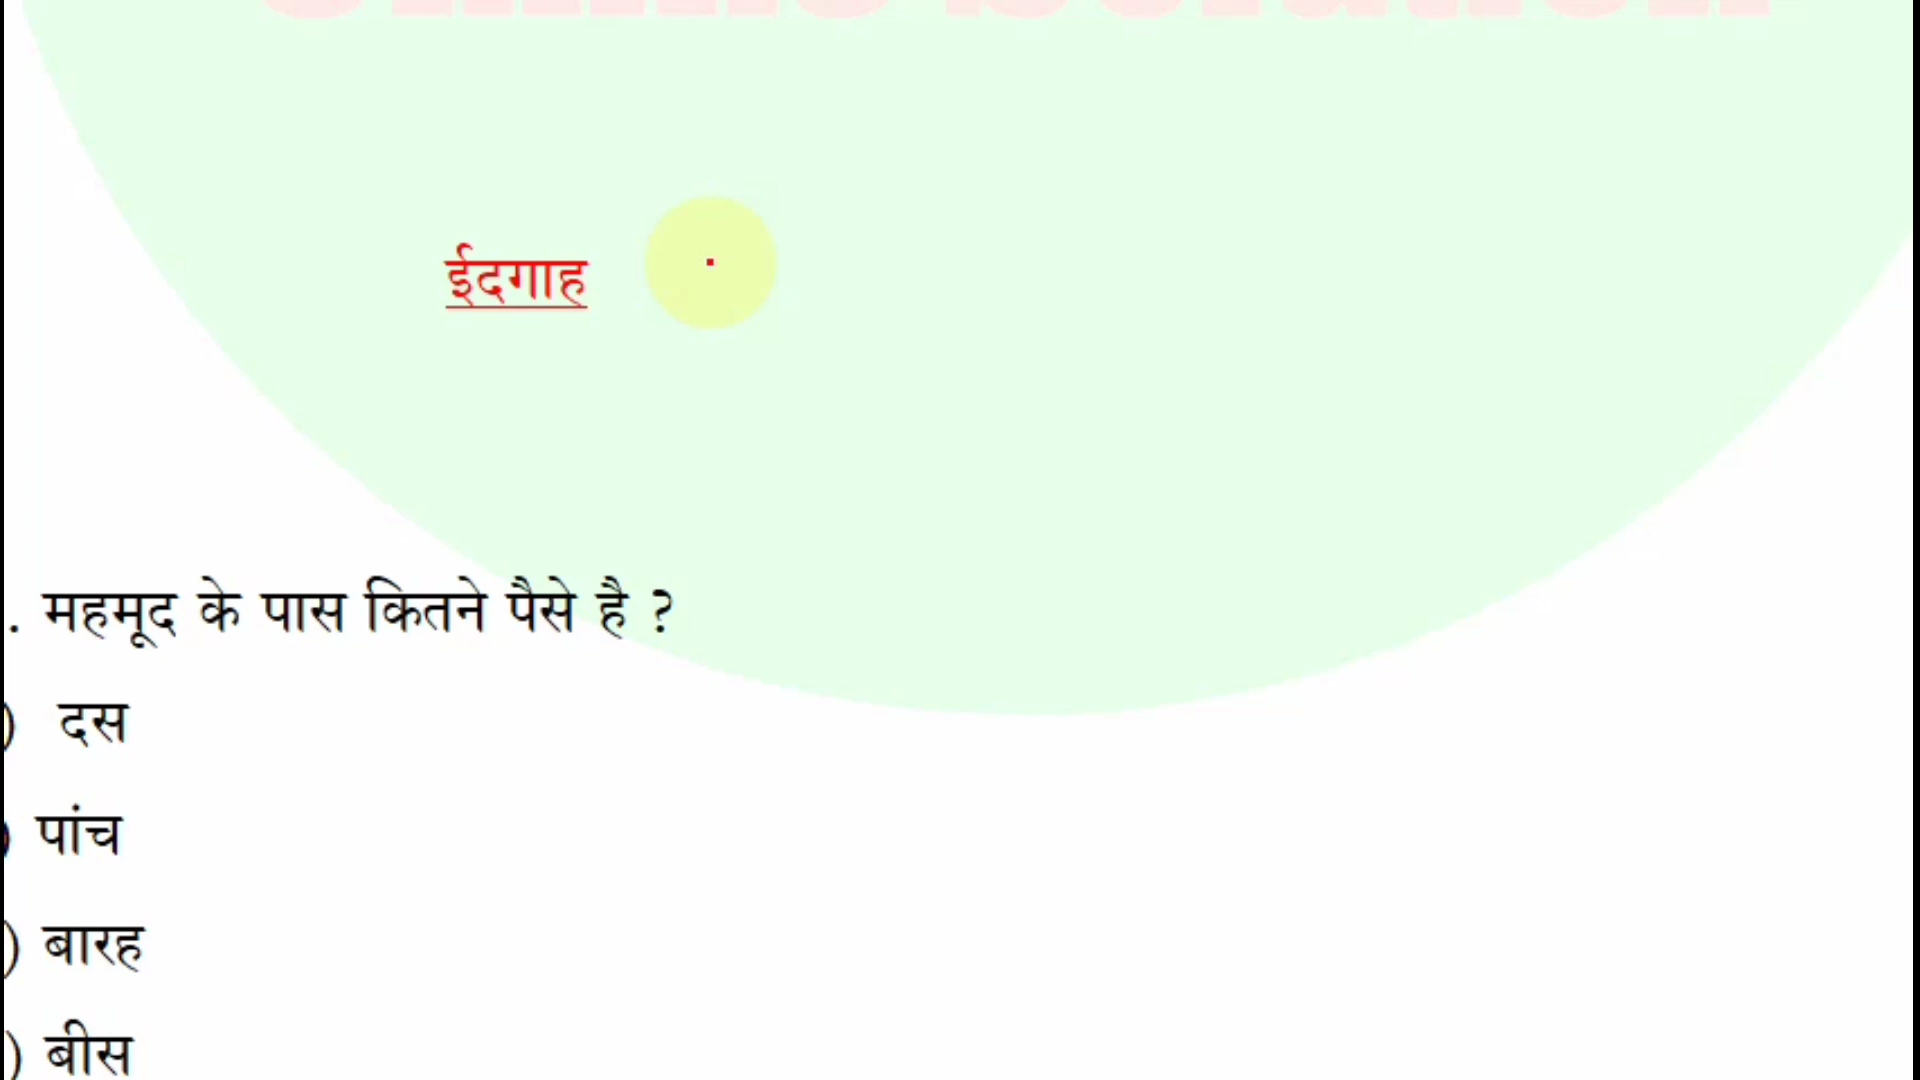 ईदगाह
. महमूद के पास कितने पैसे है ?
) दस
) पांच
) बारह
) बीस